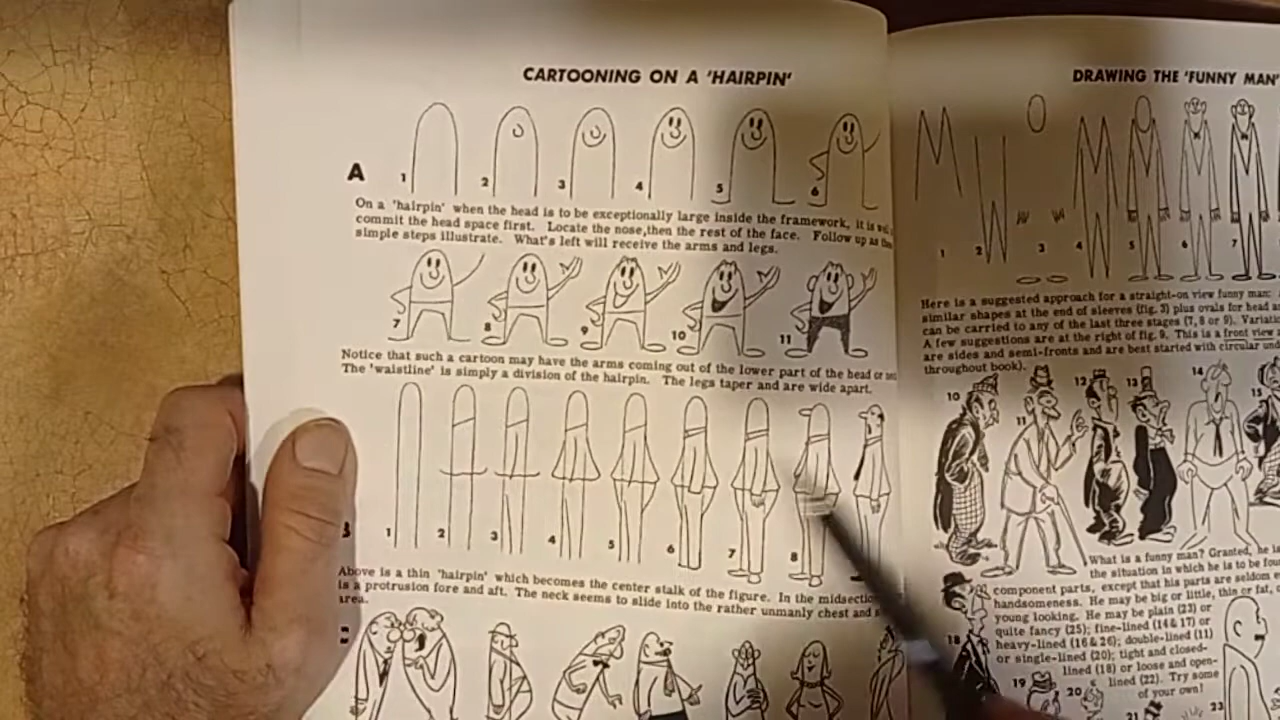 CARTOONING ON A 'HAIRPIN'
1 2 3 4 5 6
A
On a 'hairpin' when the head is to be exceptionally large inside the framework, it is
commit the head space first. Locate the nose,then the rest of the face. Follow up as
simple steps illustrate. What's left will receive the arms and legs.
7 8 9 10 11
Notice that such a cartoon may have the arms coming out of the lower part of the head or
The 'waistline' is simply a division of the hairpin. The legs taper and are wide apart.
1 2 3 4 5 6 7 8
Above is a thin 'hairpin' which becomes the center stalk of the figure. In the midsection
is a protrusion fore and aft. The neck seems to slide into the rather unmanly chest and
area.
DRAWING THE 'FUNNY MAN'
1 2 3 4 5 6 7
Here is a suggested approach for a straight-on view funny man:
similar shapes at the end of sleeves (fig. 3) plus ovals for head
can be carried to any of the last three stages (7, 8 or 9).
A few suggestions are at the right of fig. 9. This is a front view
are sides and semi-fronts and are best started with circular
throughout book).
10 11 12 13 14 15
What is a funny man? Granted, he
the situation in which he is to be
component parts, except that his parts are seldom
handsomeness. He may be big or little, thin or fat,
young looking. He may be plain (23) or
quite fancy (25); fine-lined (14 & 17) or
heavy-lined (16 & 26); double-lined (11)
or single-lined (20); tight and closed-
lined (18) or loose and open-
lined (22). Try some
of your own!
18 19 20 21 23